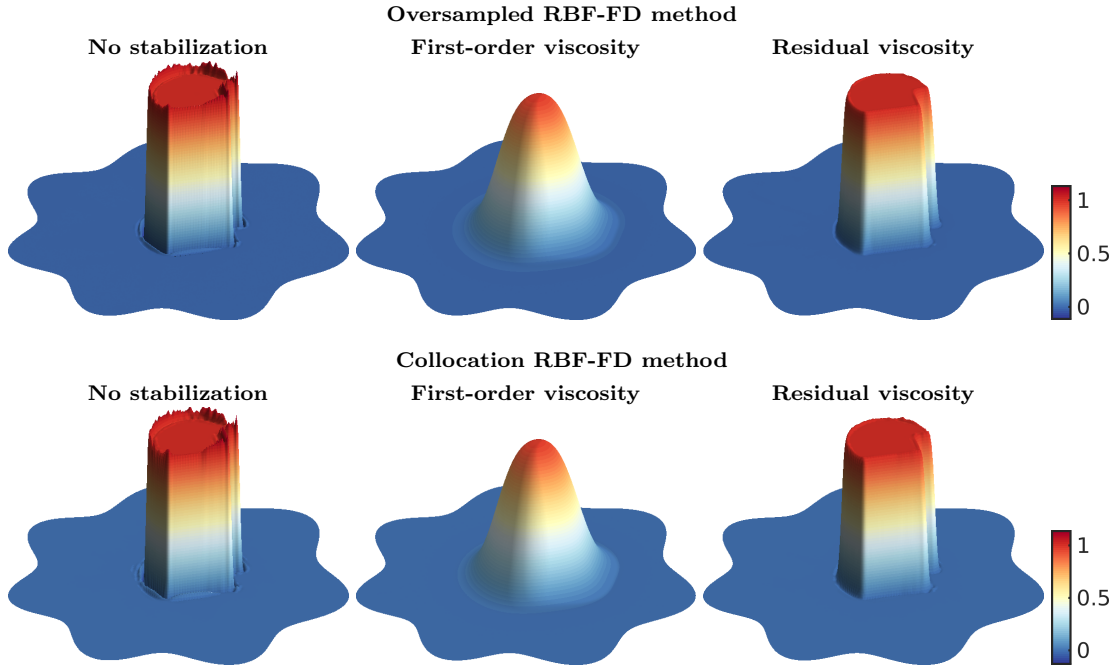 Oversampled RBF-FD method
No stabilization First-order viscosity Residual viscosity
1
0.5
0
Collocation RBF-FD method
No stabilization First-order viscosity Residual viscosity
1
0.5
0